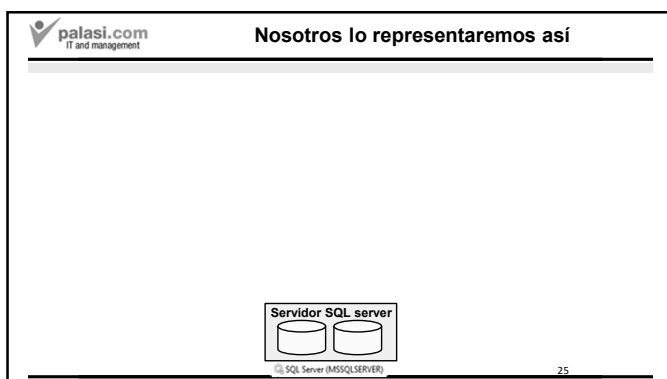 palasi.com
IT and management
Nosotros lo representaremos así
Servidor SQL server
SQL Server (MSSQLSERVER)
25